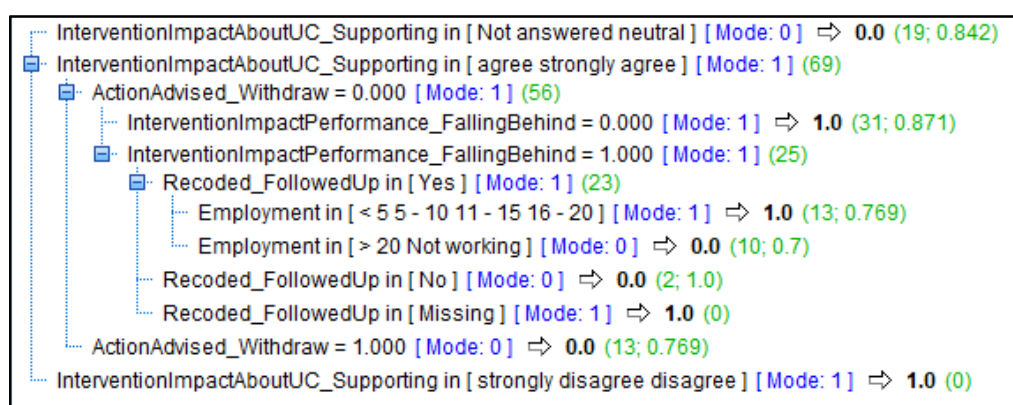 InterventionImpactAboutUC_Supporting in [ Not answered neutral ] [ Mode: 0 ] ⇨ 0.0 (19; 0.842)
InterventionImpactAboutUC_Supporting in [ agree strongly agree ] [ Mode: 1 ] (69)
ActionAdvised_Withdraw = 0.000 [ Mode: 1 ] (56)
InterventionImpactPerformance_FallingBehind = 0.000 [ Mode: 1 ] ⇨ 1.0 (31; 0.871)
InterventionImpactPerformance_FallingBehind = 1.000 [ Mode: 1 ] (25)
Recoded_FollowedUp in [ Yes ] [ Mode: 1 ] (23)
Employment in [ < 5 5 - 10 11 - 15 16 - 20 ] [ Mode: 1 ] ⇨ 1.0 (13; 0.769)
Employment in [ > 20 Not working ] [ Mode: 0 ] ⇨ 0.0 (10; 0.7)
Recoded_FollowedUp in [ No ] [ Mode: 0 ] ⇨ 0.0 (2; 1.0)
Recoded_FollowedUp in [ Missing ] [ Mode: 1 ] ⇨ 1.0 (0)
ActionAdvised_Withdraw = 1.000 [ Mode: 0 ] ⇨ 0.0 (13; 0.769)
InterventionImpactAboutUC_Supporting in [ strongly disagree disagree ] [ Mode: 1 ] ⇨ 1.0 (0)